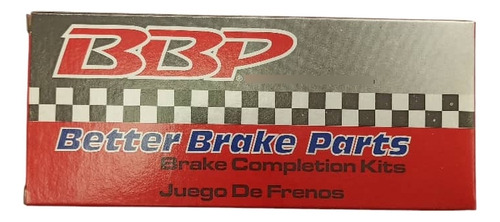 BBP
Better Brake Parts
Brake Completion Kits
Juego De Frenos